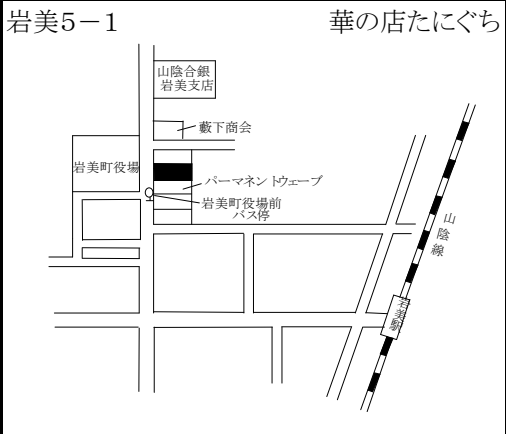 岩美5−1
華の店たにぐち
山陰合銀
岩美支店
藪下商会
岩美町役場
パーマネントウェーブ
岩美町役場前
バス停
山陰線
岩美駅